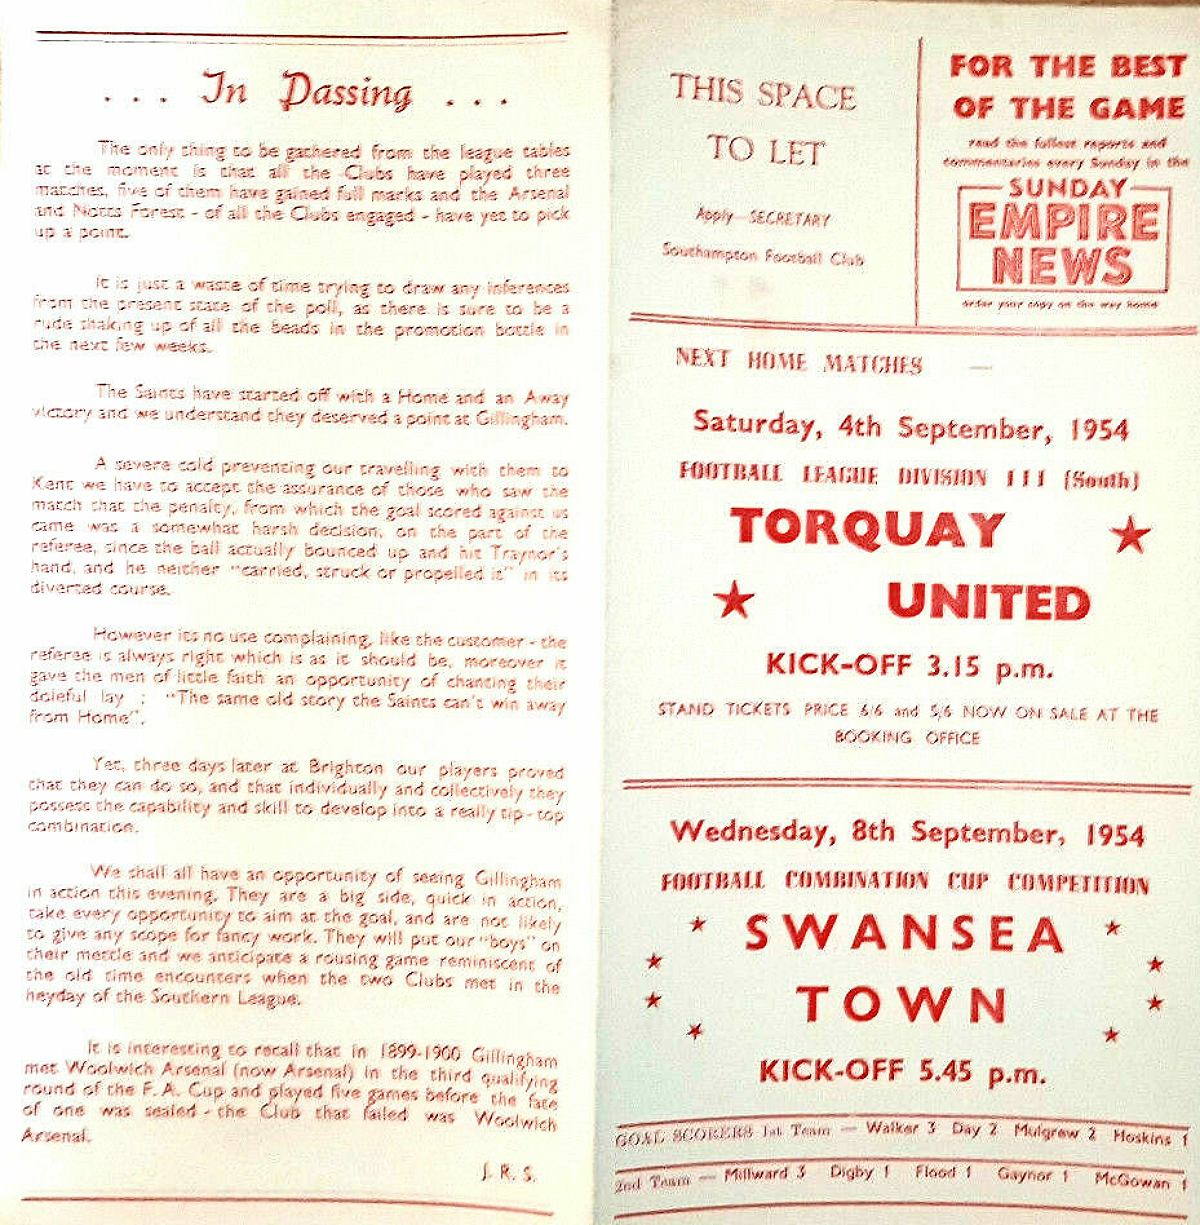 ... In Passing ...
The only thing to be gathered from the league tables
at the moment is that all the Clubs have played three
matches, five of them have gained full marks and the Arsenal
and Notts Forest - of all the Clubs engaged - have yet to pick
up a point.
It is just a waste of time trying to draw any inferences
from the present state of the poll, as there is sure to be a
rude shaking up of all the beads in the promotion bottle in
the next few weeks.
The Saints have started off with a Home and an Away
victory and we understand they deserved a point at Gillingham.
A severe cold preventing our travelling with them to
Kent we have to accept the assurance of those who saw the
match that the penalty, from which the goal scored against us
came was a somewhat harsh decision, on the part of the
referee, since the ball actually bounced up and hit Traynor's
hand, and he neither "carried, struck or propelled it" in its
diverted course.
However its no use complaining, like the customer - the
referee is always right which is as it should be, moreover it
gave the men of little faith an opportunity of chanting their
doleful lay : "The same old story the Saints can't win away
from Home".
Yet, three days later at Brighton our players proved
that they can do so, and that individually and collectively they
possess the capability and skill to develop into a really tip-top
combination.
We shall all have an opportunity of seeing Gillingham
in action this evening. They are a big side, quick in action,
take every opportunity to aim at the goal, and are not likely
to give any scope for fancy work. They will put our "boys" on
their mettle and we anticipate a rousing game reminiscent of
the old time encounters when the two Clubs met in the
heyday of the Southern League.
It is interesting to recall that in 1899-1900 Gillingham
met Woolwich Arsenal (now Arsenal) in the third qualifying
round of the F. A. Cup and played five games before the fate
of one was sealed - the Club that failed was Woolwich
Arsenal.
J. R. S.
THIS SPACE
TO LET
Apply—SECRETARY
Southampton Football Club
FOR THE BEST
OF THE GAME
read the fullest reports and
commentaries every Sunday in the
SUNDAY
EMPIRE
NEWS
order your copy on the way home
NEXT HOME MATCHES —
Saturday, 4th September, 1954
FOOTBALL LEAGUE DIVISION III (South)
TORQUAY
UNITED
KICK-OFF 3.15 p.m.
STAND TICKETS PRICE 6/6 and 5/6 NOW ON SALE AT THE
BOOKING OFFICE
Wednesday, 8th September, 1954
FOOTBALL COMBINATION CUP COMPETITION
SWANSEA
TOWN
KICK-OFF 5.45 p.m.
GOAL SCORERS 1st Team — Walker 3 Day 2 Mulgrew 2 Hoskins 1
2nd Team — Millward 3 Digby 1 Flood 1 Gaynor 1 McGowan 1